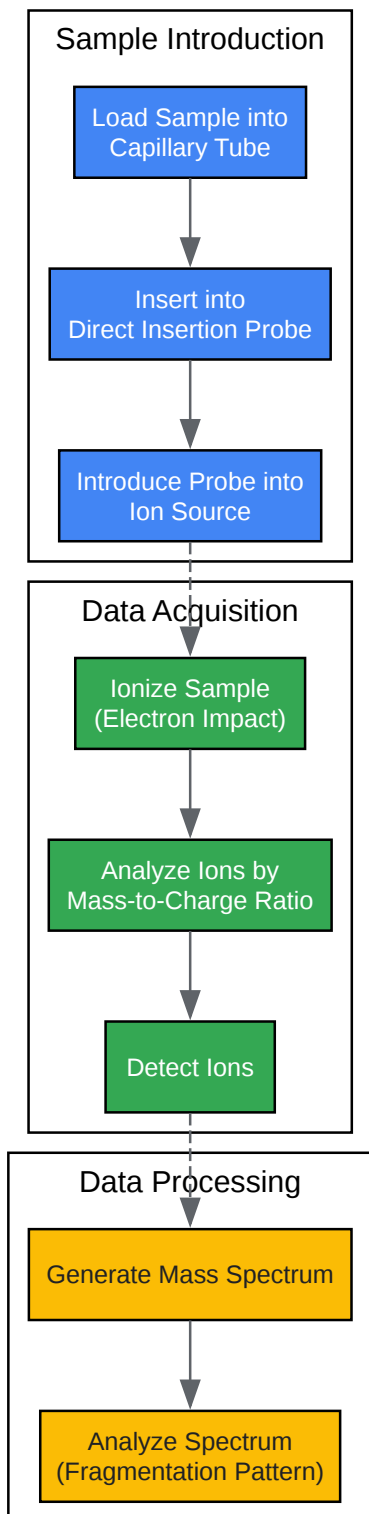 Sample Introduction
Load Sample into
Capillary Tube
Insert into
Direct Insertion Probe
Introduce Probe into
Ion Source
Data Acquisition
Ionize Sample
(Electron Impact)
Analyze Ions by
Mass-to-Charge Ratio
Detect Ions
Data Processing
Generate Mass Spectrum
Analyze Spectrum
(Fragmentation Pattern)